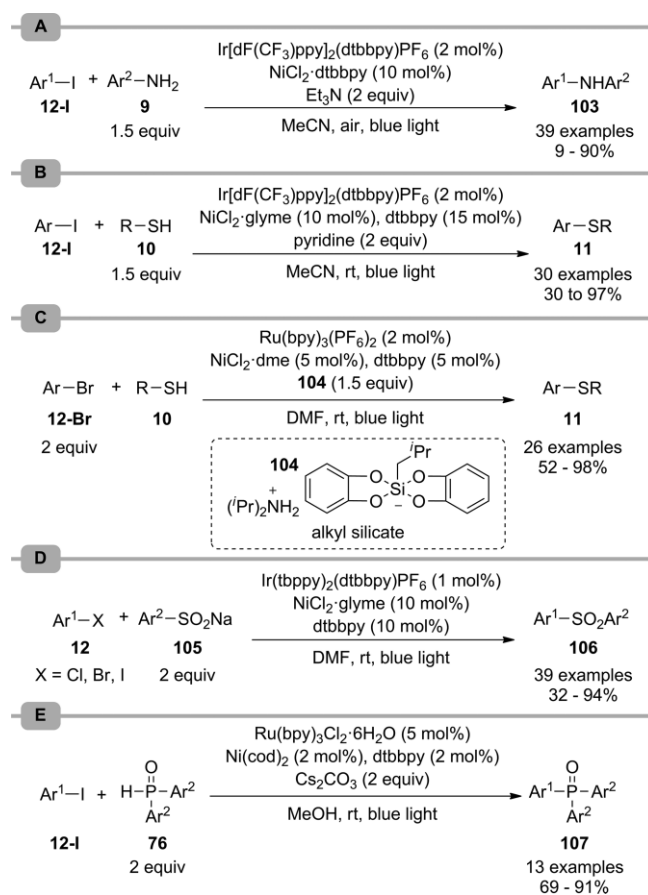 A
Ir[dF(CF3)ppy]2(dtbbpy)PF6 (2 mol%)
NiCl2·dtbbpy (10 mol%)
Et3N (2 equiv)
MeCN, air, blue light
Ar1—I + Ar2—NH2
12-I 9
1.5 equiv
Ar1—NHAr2
103
39 examples
9 - 90%
B
Ir[dF(CF3)ppy]2(dtbbpy)PF6 (2 mol%)
NiCl2·glyme (10 mol%), dtbbpy (15 mol%)
pyridine (2 equiv)
MeCN, rt, blue light
Ar—I + R—SH
12-I 10
1.5 equiv
Ar—SR
11
30 examples
30 to 97%
C
Ru(bpy)3(PF6)2 (2 mol%)
NiCl2·dme (5 mol%), dtbbpy (5 mol%)
104 (1.5 equiv)
DMF, rt, blue light
Ar—Br + R—SH
12-Br 10
2 equiv
Ar—SR
11
26 examples
52 - 98%
104
iPr
O O
Si
O O
+
(iPr)2NH2
−
alkyl silicate
D
Ir(tbppy)2(dtbbpy)PF6 (1 mol%)
NiCl2·glyme (10 mol%)
dtbbpy (10 mol%)
DMF, rt, blue light
Ar1—X + Ar2—SO2Na
12 105
X = Cl, Br, I 2 equiv
Ar1—SO2Ar2
106
39 examples
32 - 94%
E
Ru(bpy)3Cl2·6H2O (5 mol%)
Ni(cod)2 (2 mol%), dtbbpy (2 mol%)
Cs2CO3 (2 equiv)
MeOH, rt, blue light
O
Ar1—I + H—P—Ar2
Ar2
12-I 76
2 equiv
O
Ar1—P—Ar2
Ar2
107
13 examples
69 - 91%